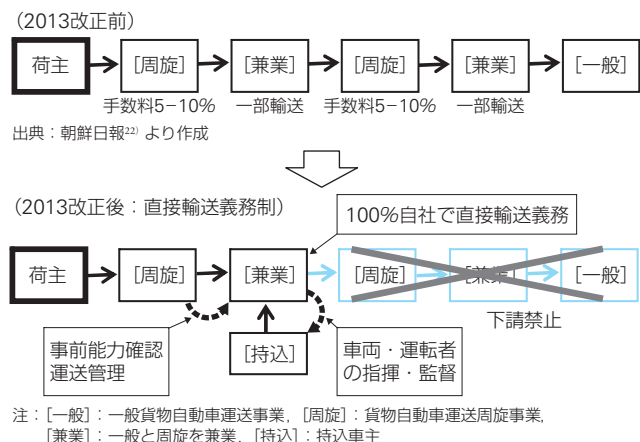 （2013改正前）
荷主
［周旋］
［兼業］
［周旋］
［兼業］
［一般］
手数料5−10%
一部輸送
手数料5−10%
一部輸送
出典：朝鮮日報22）より作成
（2013改正後：直接輸送義務制）
100%自社で直接輸送義務
荷主
［周旋］
［兼業］
［周旋］
［兼業］
［一般］
下請禁止
事前能力確認
運送管理
［持込］
車両・運転者
の指揮・監督
注：［一般］：一般貨物自動車運送事業，［周旋］：貨物自動車運送周旋事業，
［兼業］：一般と周旋を兼業，［持込］：持込車主